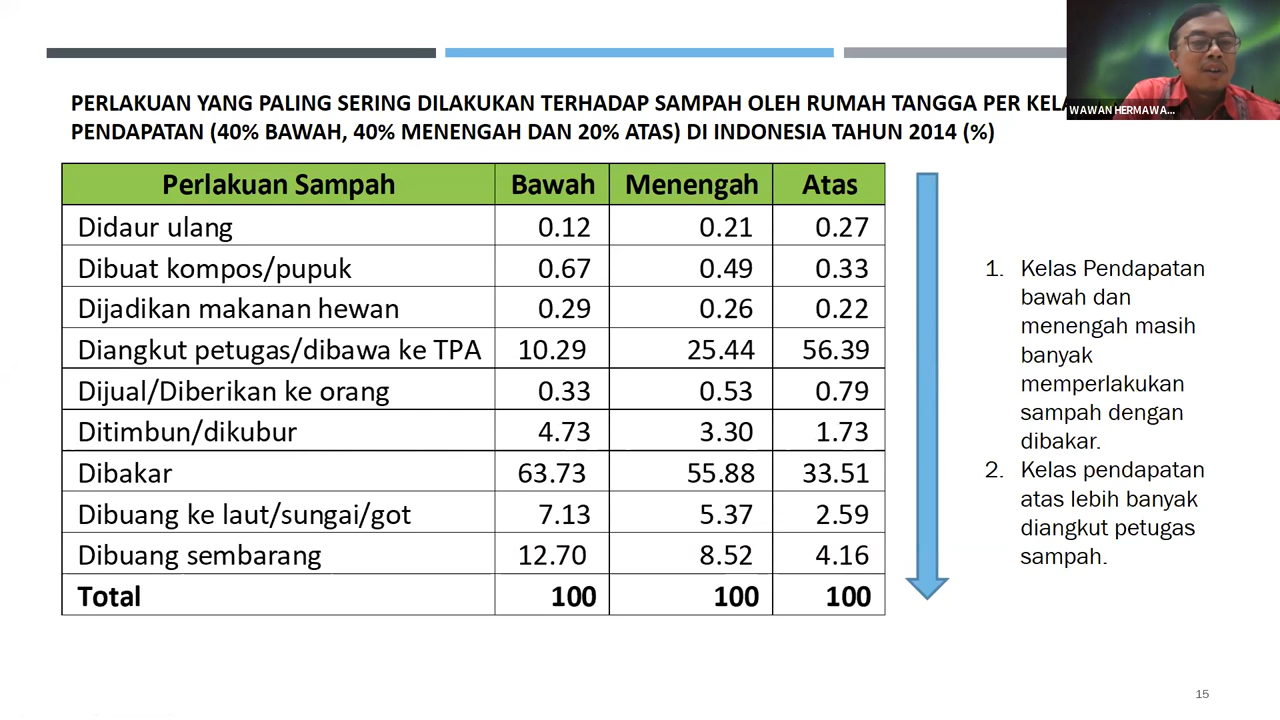 PERLAKUAN YANG PALING SERING DILAKUKAN TERHADAP SAMPAH OLEH RUMAH TANGGA PER
PENDAPATAN (40% BAWAH, 40% MENENGAH DAN 20% ATAS) DI INDONESIA TAHUN 2014 (%)
WAWAN HERMAWA...
Perlakuan Sampah Bawah Menengah Atas
Didaur ulang 0.12 0.21 0.27
Dibuat kompos/pupuk 0.67 0.49 0.33
Dijadikan makanan hewan 0.29 0.26 0.22
Diangkut petugas/dibawa ke TPA 10.29 25.44 56.39
Dijual/Diberikan ke orang 0.33 0.53 0.79
Ditimbun/dikubur 4.73 3.30 1.73
Dibakar 63.73 55.88 33.51
Dibuang ke laut/sungai/got 7.13 5.37 2.59
Dibuang sembarang 12.70 8.52 4.16
Total 100 100 100
1. Kelas Pendapatan
bawah dan
menengah masih
banyak
memperlakukan
sampah dengan
dibakar.
2. Kelas pendapatan
atas lebih banyak
diangkut petugas
sampah.
15